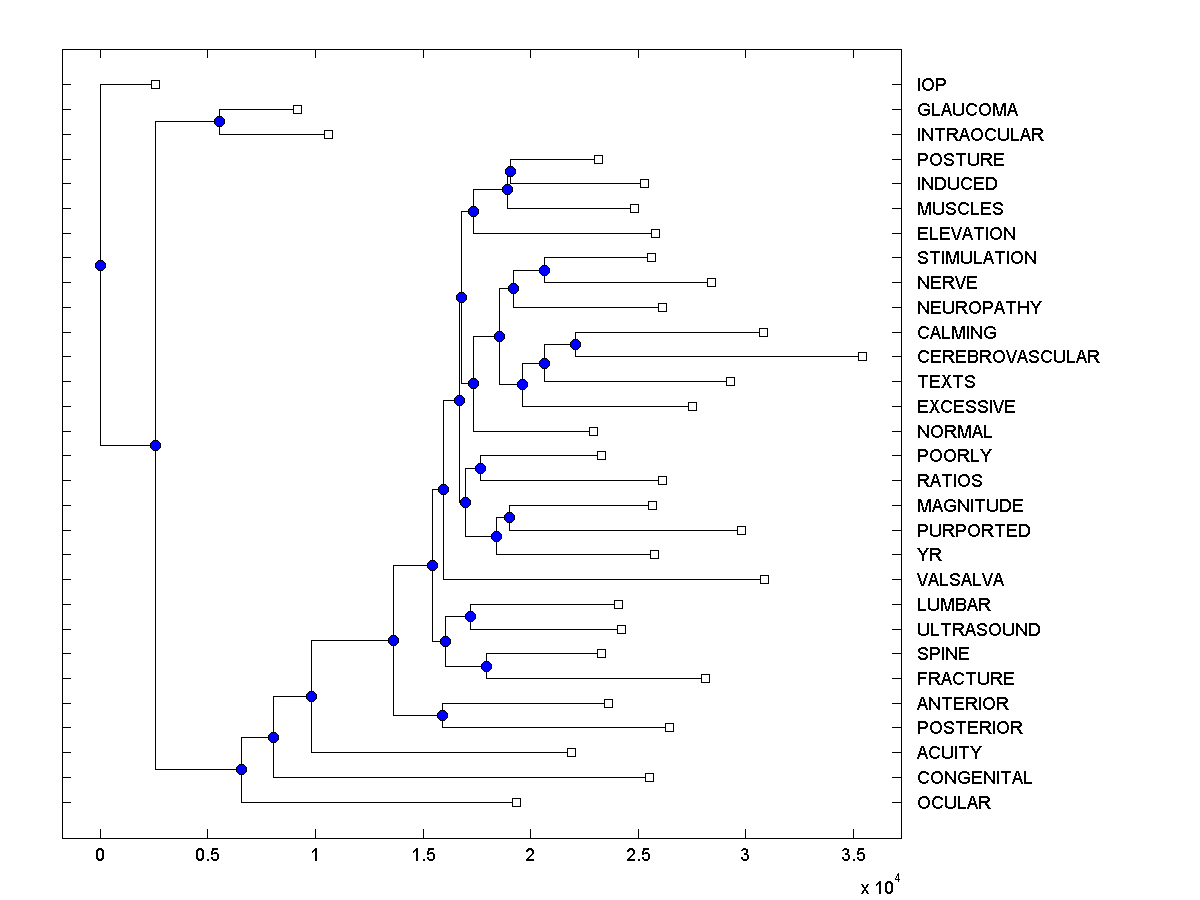 IOP
GLAUCOMA
INTRAOCULAR
POSTURE
INDUCED
MUSCLES
ELEVATION
STIMULATION
NERVE
NEUROPATHY
CALMING
CEREBROVASCULAR
TEXTS
EXCESSIVE
NORMAL
POORLY
RATIOS
MAGNITUDE
PURPORTED
YR
VALSALVA
LUMBAR
ULTRASOUND
SPINE
FRACTURE
ANTERIOR
POSTERIOR
ACUITY
CONGENITAL
OCULAR
0 0.5 1 1.5 2 2.5 3 3.5
x 10^4